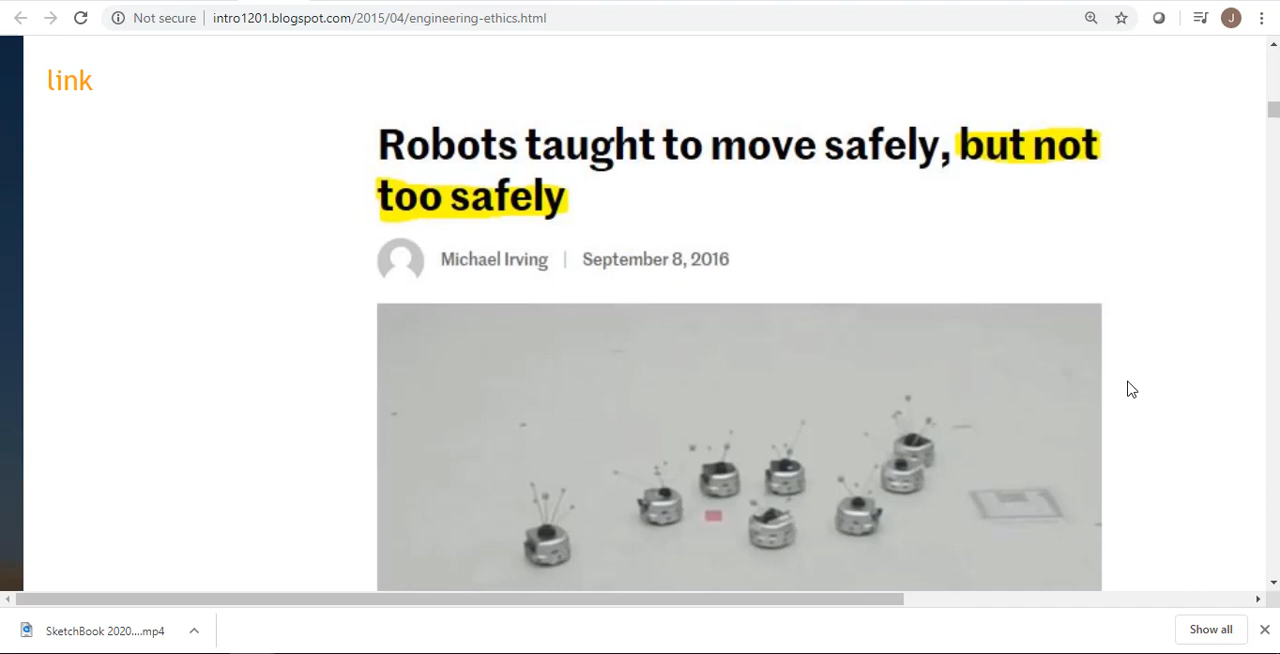 Not secure | intro1201.blogspot.com/2015/04/engineering-ethics.html
J
link
Robots taught to move safely, but not
too safely
Michael Irving | September 8, 2016
SketchBook 2020....mp4
Show all